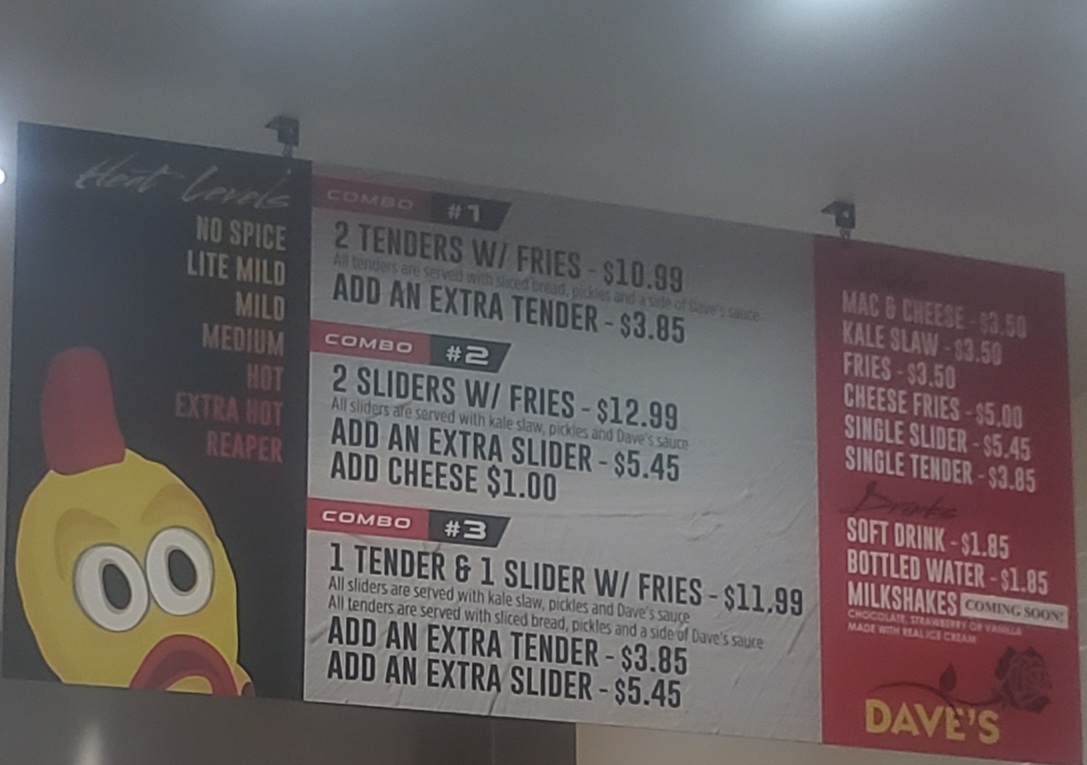 Heat Levels
NO SPICE
LITE MILD
MILD
MEDIUM
HOT
EXTRA HOT
REAPER
COMBO #1
2 TENDERS W/ FRIES - $10.99
All tenders are served with sliced bread, pickles and a side of Dave's sauce
ADD AN EXTRA TENDER - $3.85
COMBO #2
2 SLIDERS W/ FRIES - $12.99
All sliders are served with kale slaw, pickles and Dave's sauce
ADD AN EXTRA SLIDER - $5.45
ADD CHEESE $1.00
COMBO #3
1 TENDER & 1 SLIDER W/ FRIES - $11.99
All sliders are served with kale slaw, pickles and Dave's sauce
All tenders are served with sliced bread, pickles and a side of Dave's sauce
ADD AN EXTRA TENDER - $3.85
ADD AN EXTRA SLIDER - $5.45
MAC & CHEESE - $3.50
KALE SLAW - $3.50
FRIES - $3.50
CHEESE FRIES - $5.00
SINGLE SLIDER - $5.45
SINGLE TENDER - $3.85
Drinks
SOFT DRINK - $1.85
BOTTLED WATER - $1.85
MILKSHAKES COMING SOON!
CHOCOLATE, STRAWBERRY OR VANILLA
MADE WITH REAL ICE CREAM
DAVE'S